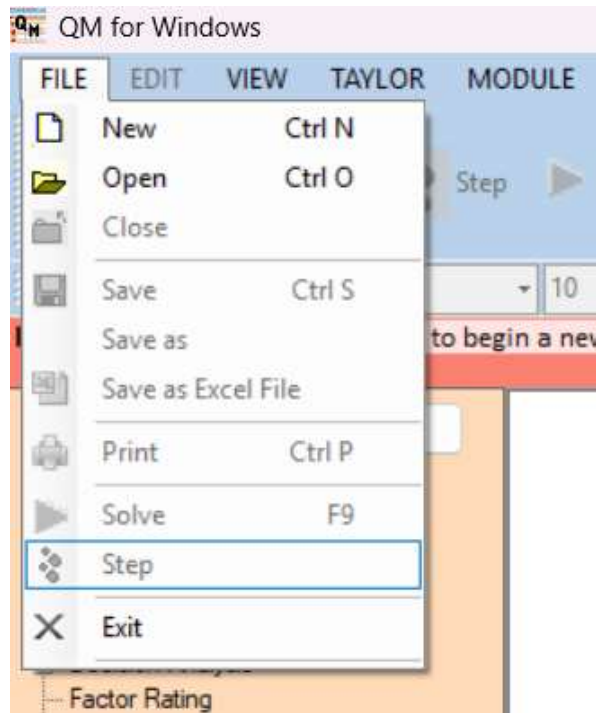 QM for Windows
FILE EDIT VIEW TAYLOR MODULE
New Ctrl N
Open Ctrl O
Step
Close
Save Ctrl S
10
Save as
to begin a new
Save as Excel File
Print Ctrl P
Solve F9
Step
Exit
Factor Rating